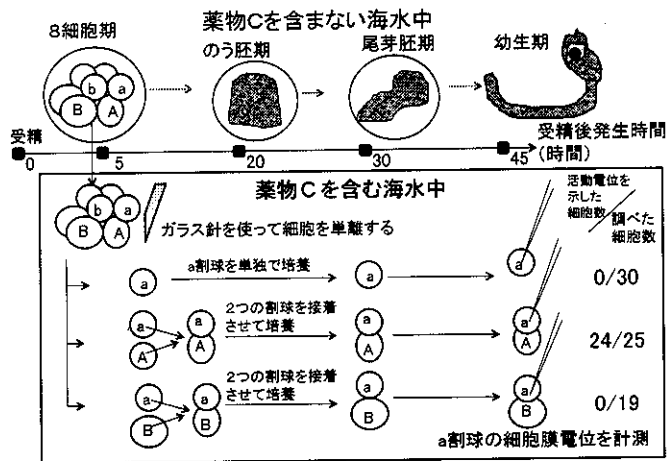 薬物Cを含まない海水中
8細胞期
のう胚期
尾芽胚期
幼生期
b a
B A
受精
受精後発生時間
(時間)
0 5 20 30 45
薬物Cを含む海水中
活動電位を
示した
細胞数
調べた
細胞数
b a
B A
ガラス針を使って細胞を単離する
a割球を単独で培養
a a a
0/30
2つの割球を接着
させて培養
a a a a
A A A A
24/25
2つの割球を接着
させて培養
a a a a
B B B B
0/19
a割球の細胞膜電位を計測